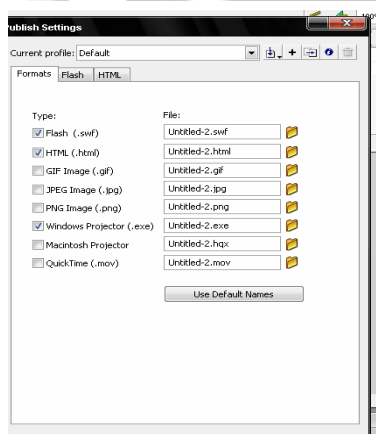 Publish Settings
Current profile: Default
Formats Flash HTML
Type: File:
Flash (.swf) Untitled-2.swf
HTML (.html) Untitled-2.html
GIF Image (.gif) Untitled-2.gif
JPEG Image (.jpg) Untitled-2.jpg
PNG Image (.png) Untitled-2.png
Windows Projector (.exe) Untitled-2.exe
Macintosh Projector Untitled-2.hqx
QuickTime (.mov) Untitled-2.mov
Use Default Names